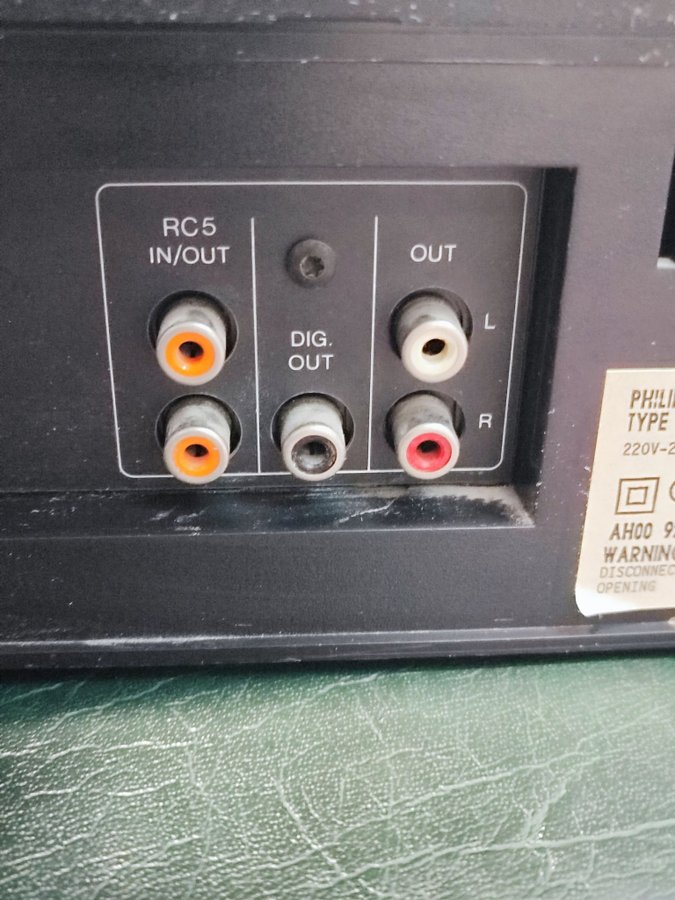 RC5
IN/OUT
DIG.
OUT
OUT
L
R
PHILI
TYPE
220V-2
AH00 9
WARNING
DISCONNEC
OPENING